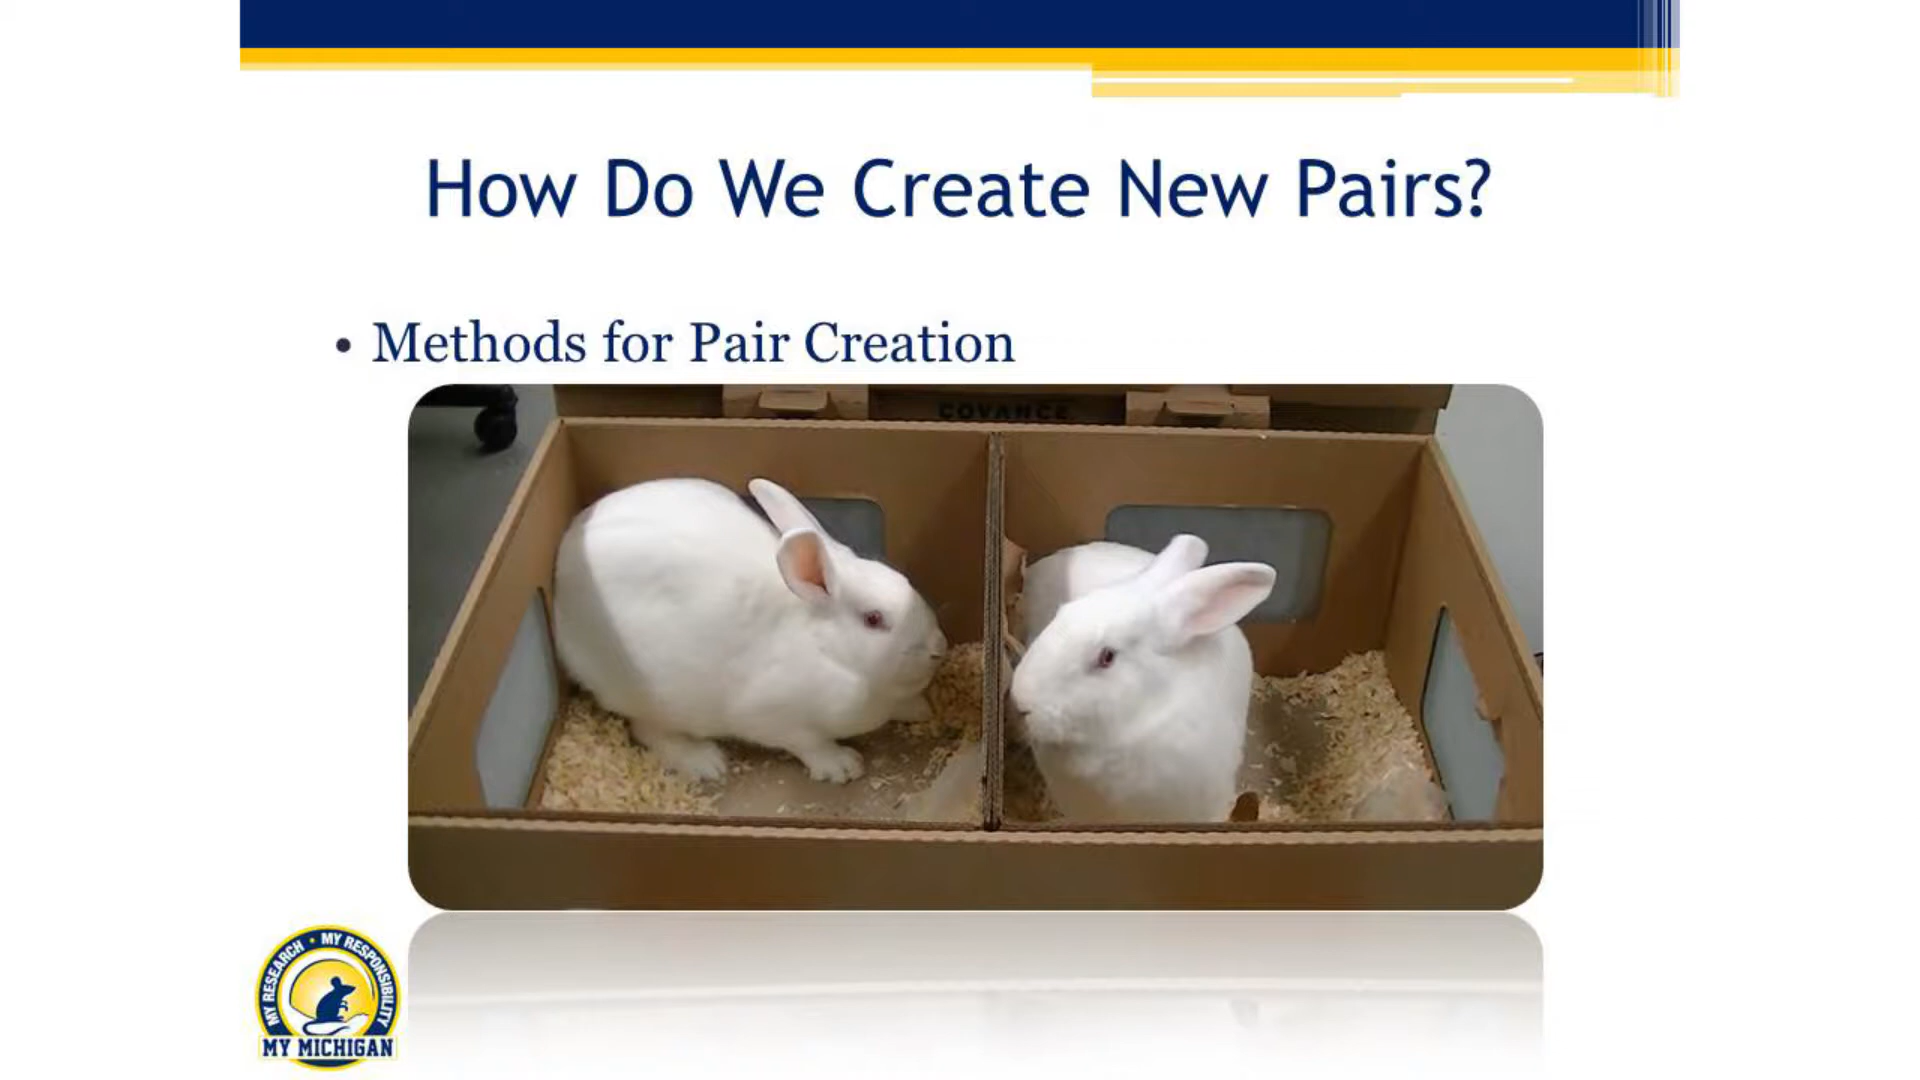 How Do We Create New Pairs?
• Methods for Pair Creation
COVANCE
MY RESEARCH • MY RESPONSIBILITY
MY MICHIGAN